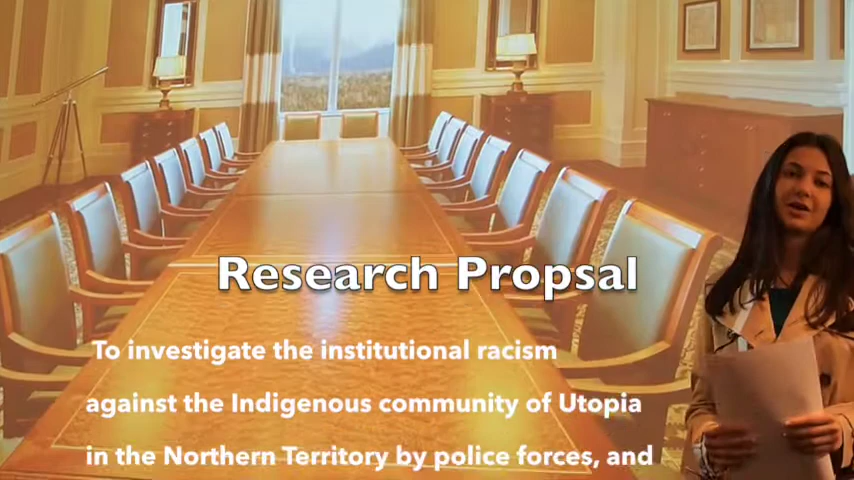 Research Propsal
To investigate the institutional racism
against the Indigenous community of Utopia
in the Northern Territory by police forces, and